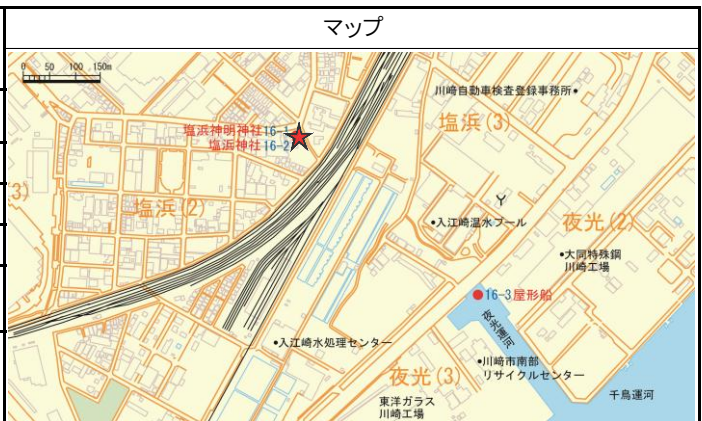 マップ
0 50 100 150m
川崎自動車検査登録事務所
塩浜(3)
塩浜神明神社16-1
塩浜神社16-2
(3)
塩浜(2)
入江崎温水プール
夜光(2)
大同特殊鋼
川崎工場
16-3屋形船
夜光運河
入江崎水処理センター
川崎市南部
リサイクルセンター
夜光(3)
千鳥運河
東洋ガラス
川崎工場